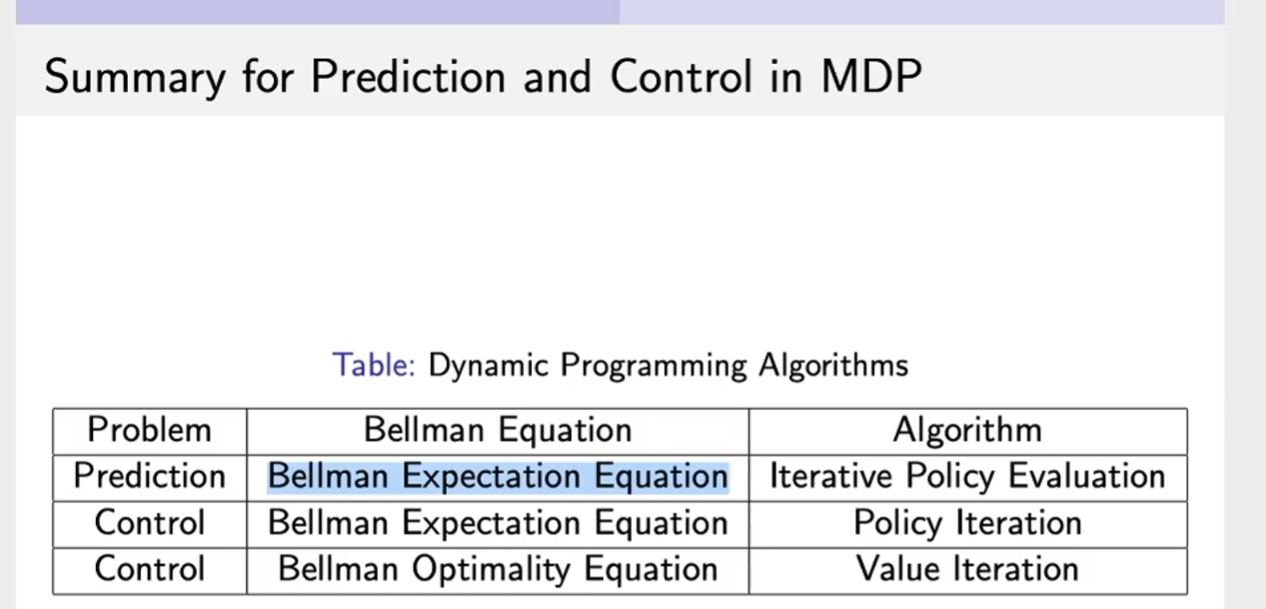 Summary for Prediction and Control in MDP
Table: Dynamic Programming Algorithms
Problem Bellman Equation Algorithm
Prediction Bellman Expectation Equation Iterative Policy Evaluation
Control Bellman Expectation Equation Policy Iteration
Control Bellman Optimality Equation Value Iteration